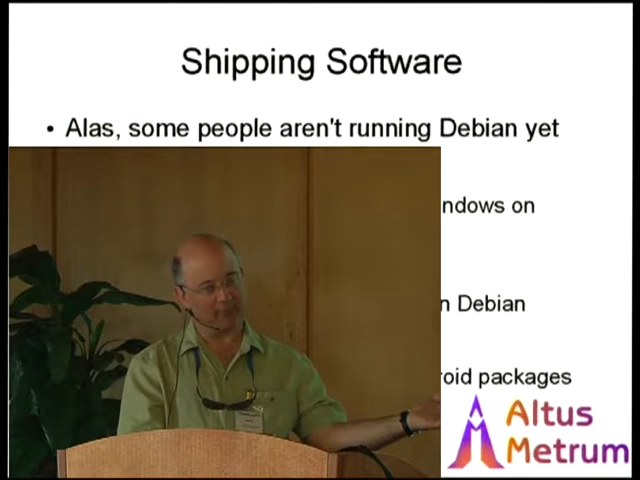 Shipping Software
• Alas, some people aren't running Debian yet
ndows on
n Debian
roid packages
Altus
Metrum